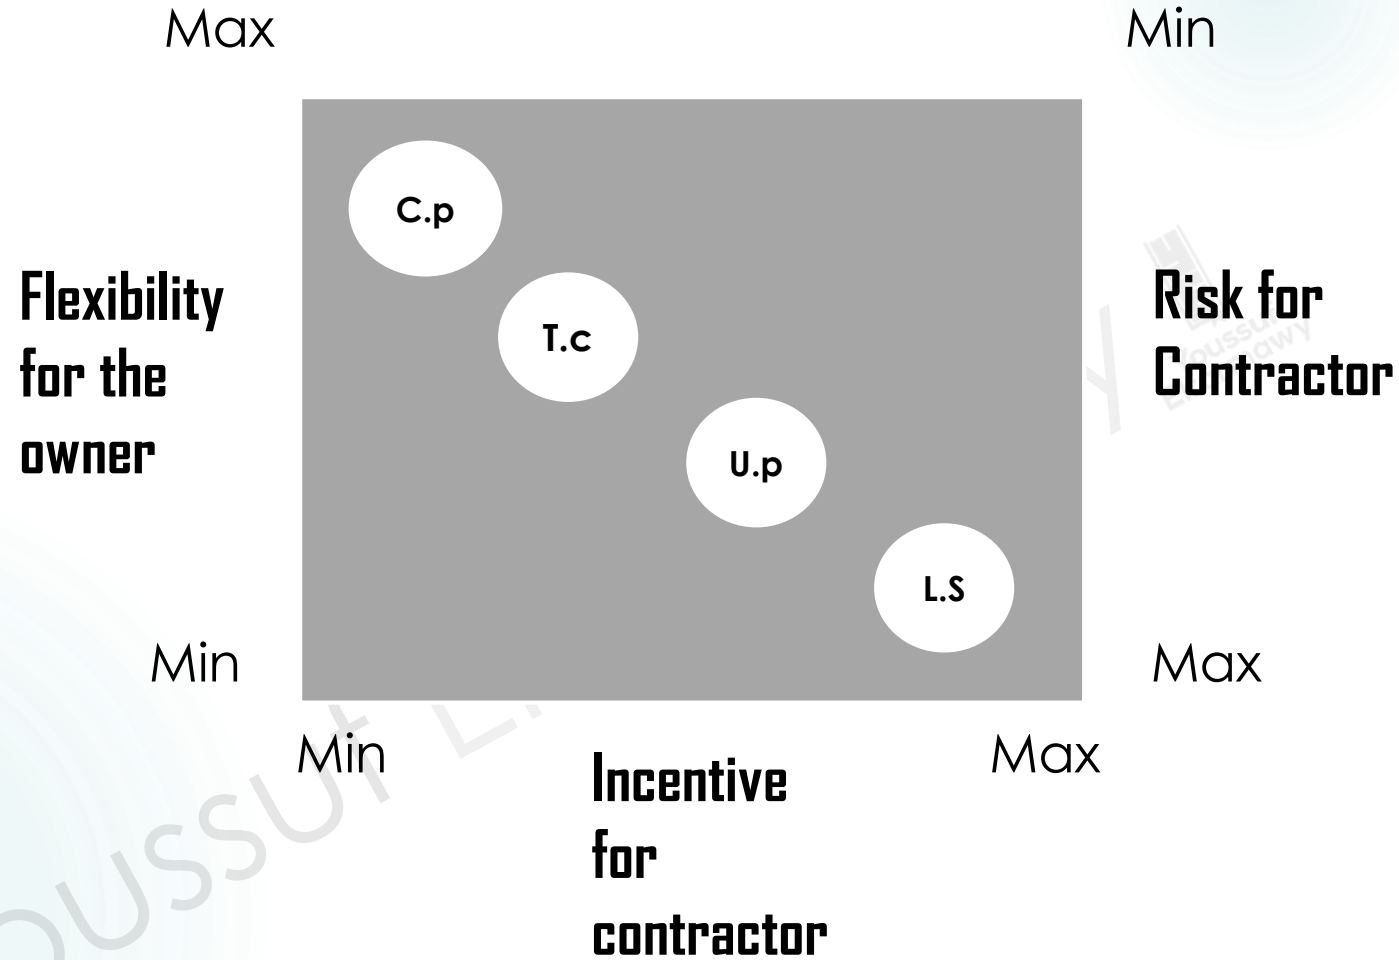 Max
Min
C.p
Flexibility
for the
owner
T.c
Risk for
Contractor
U.p
L.S
Min
Max
Min
Max
Incentive
for
contractor